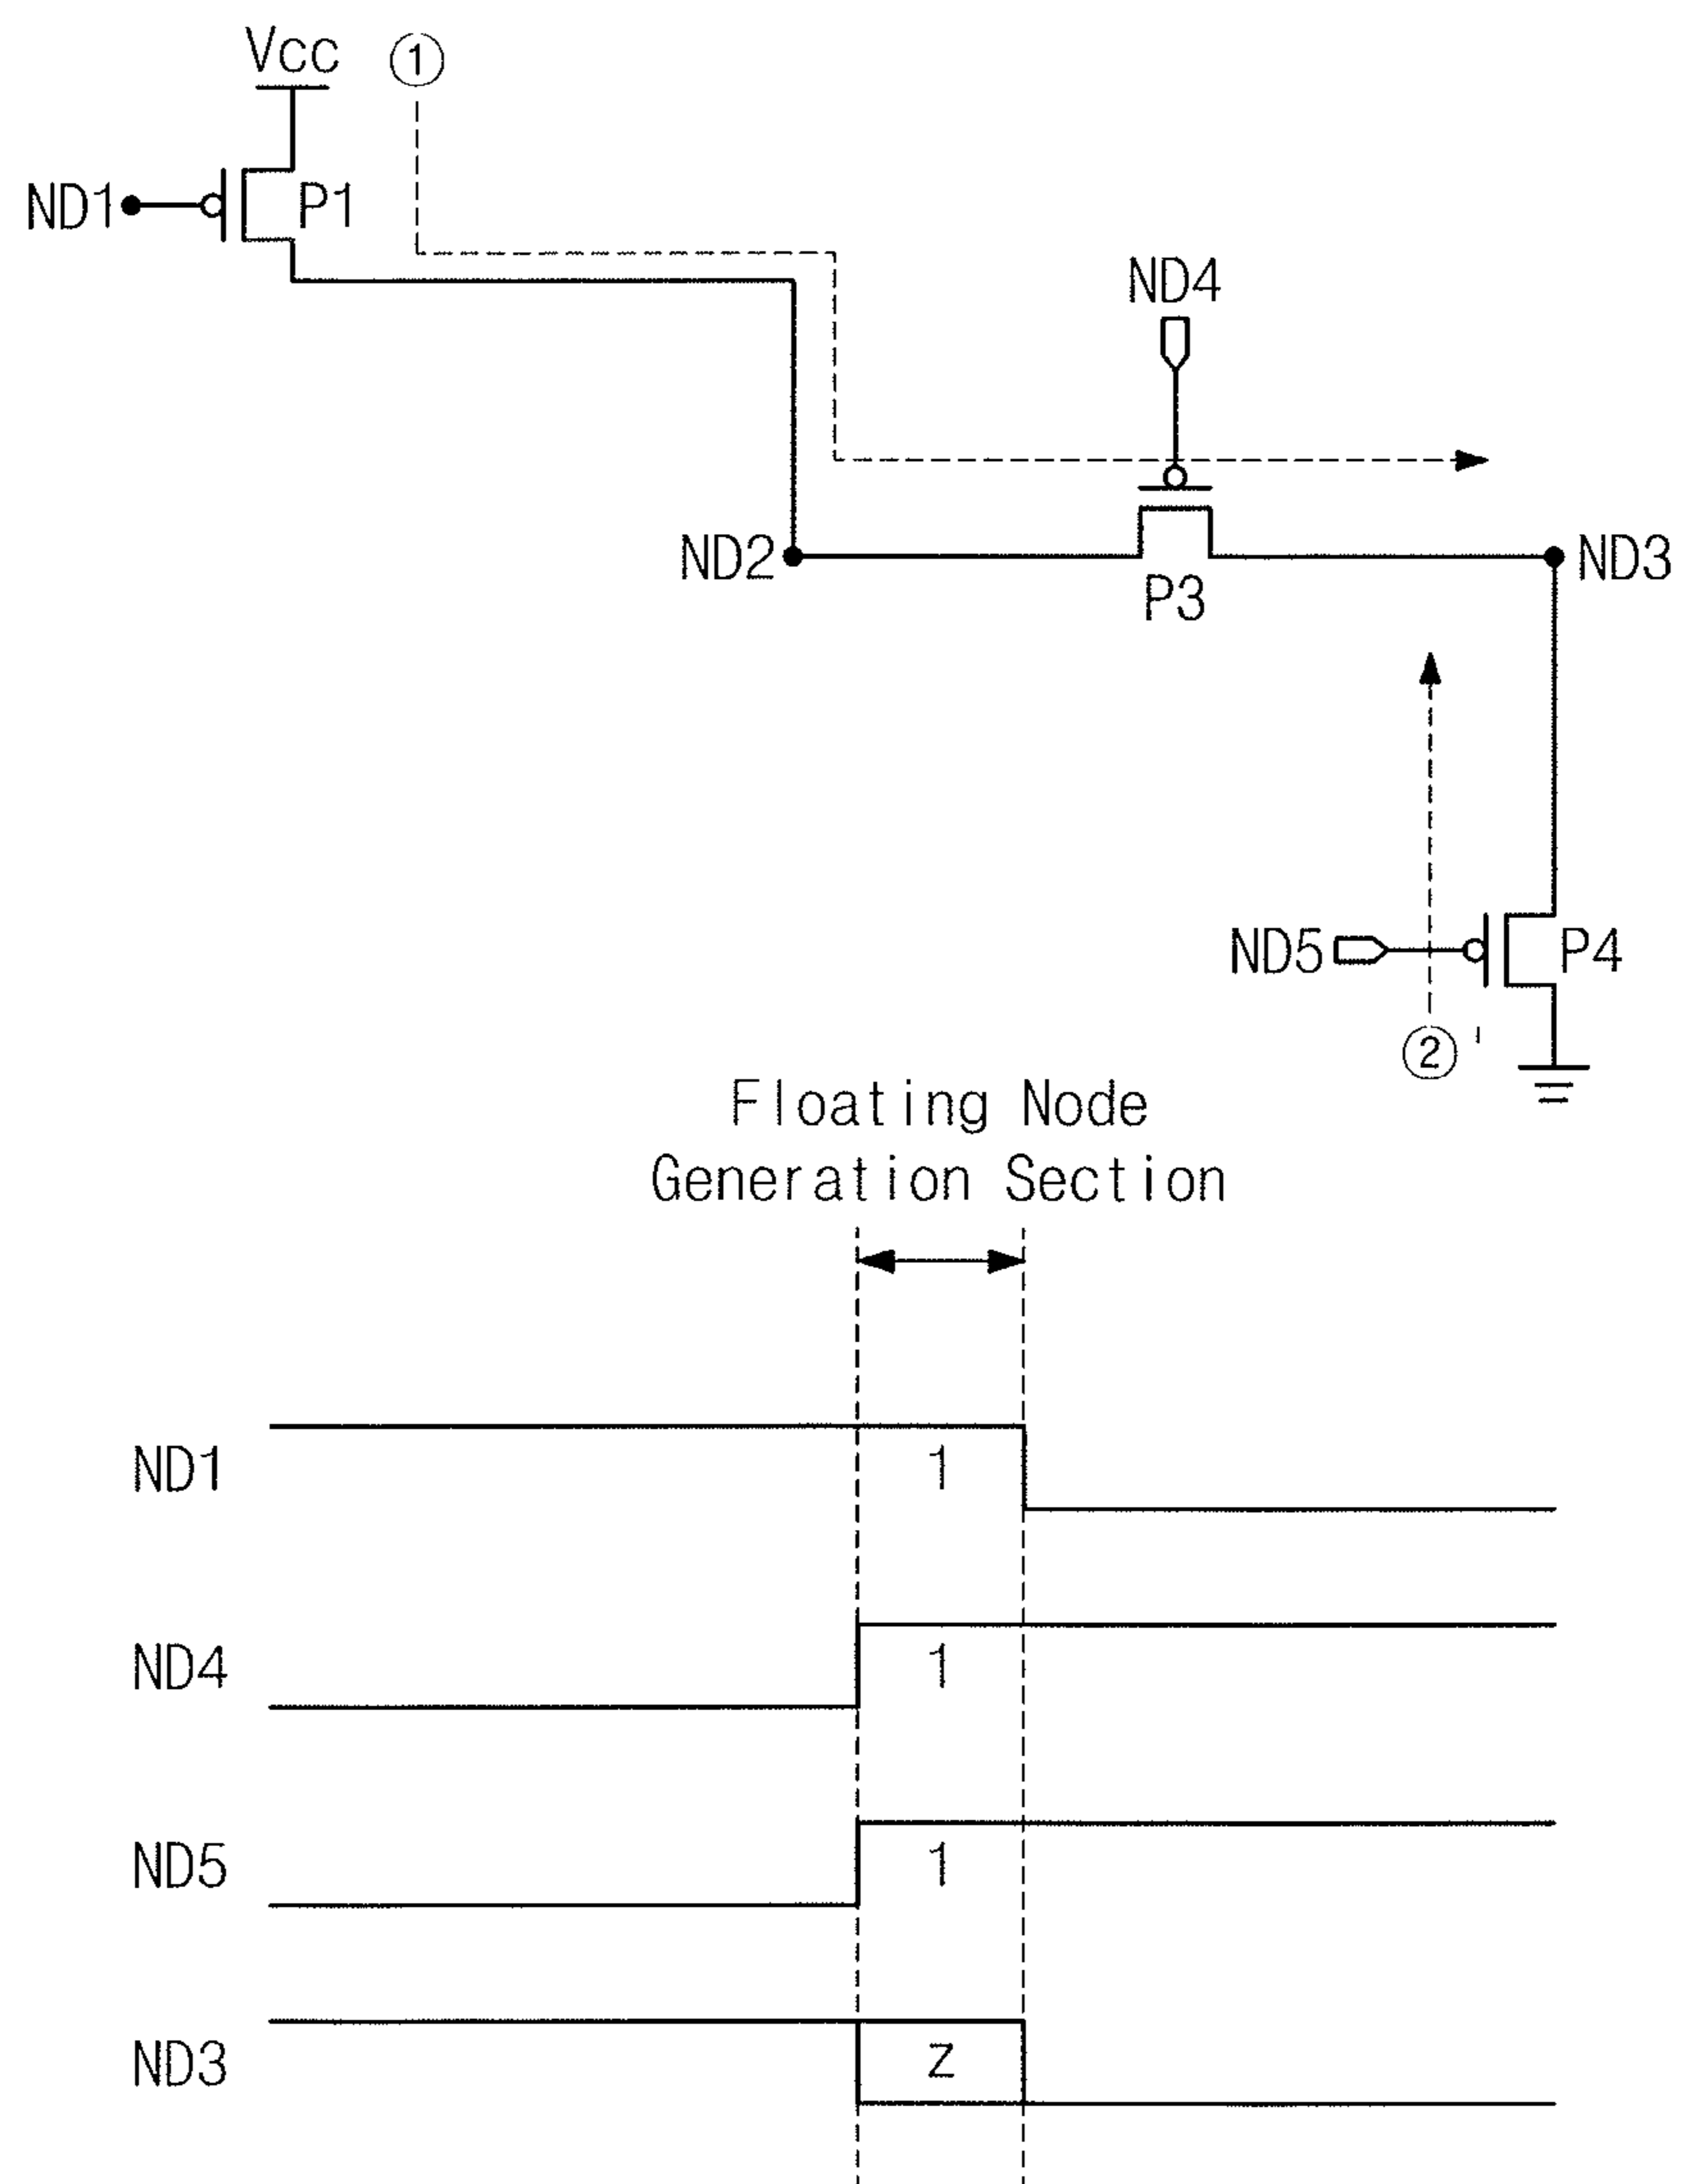 Vcc ①
ND1 P1
ND4
ND2 P3 ND3
ND5 P4
②'
Floating Node
Generation Section
ND1 1
ND4 1
ND5 1
ND3 Z